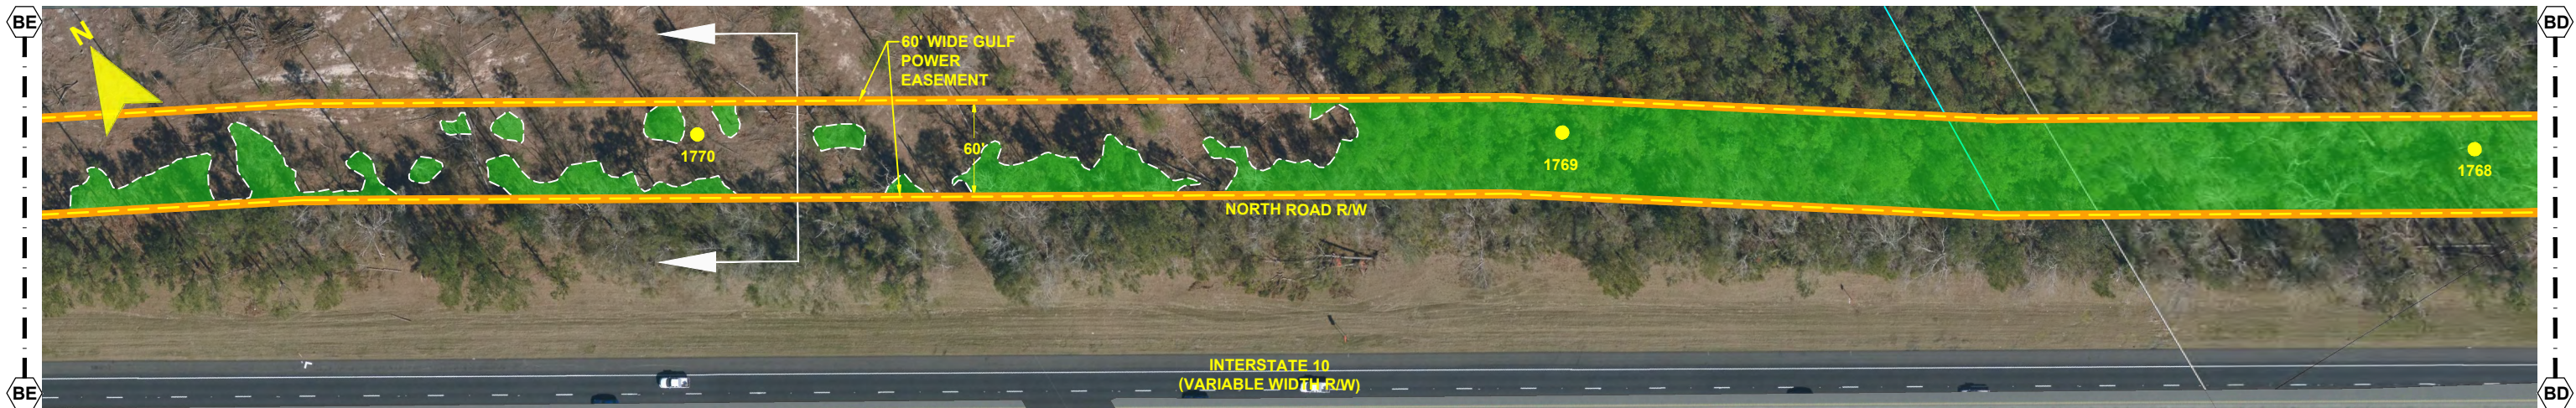 BE
BD
N
60' WIDE GULF
POWER
EASEMENT
1770
60'
1769
1768
NORTH ROAD R/W
INTERSTATE 10
(VARIABLE WIDTH R/W)
BE
BD